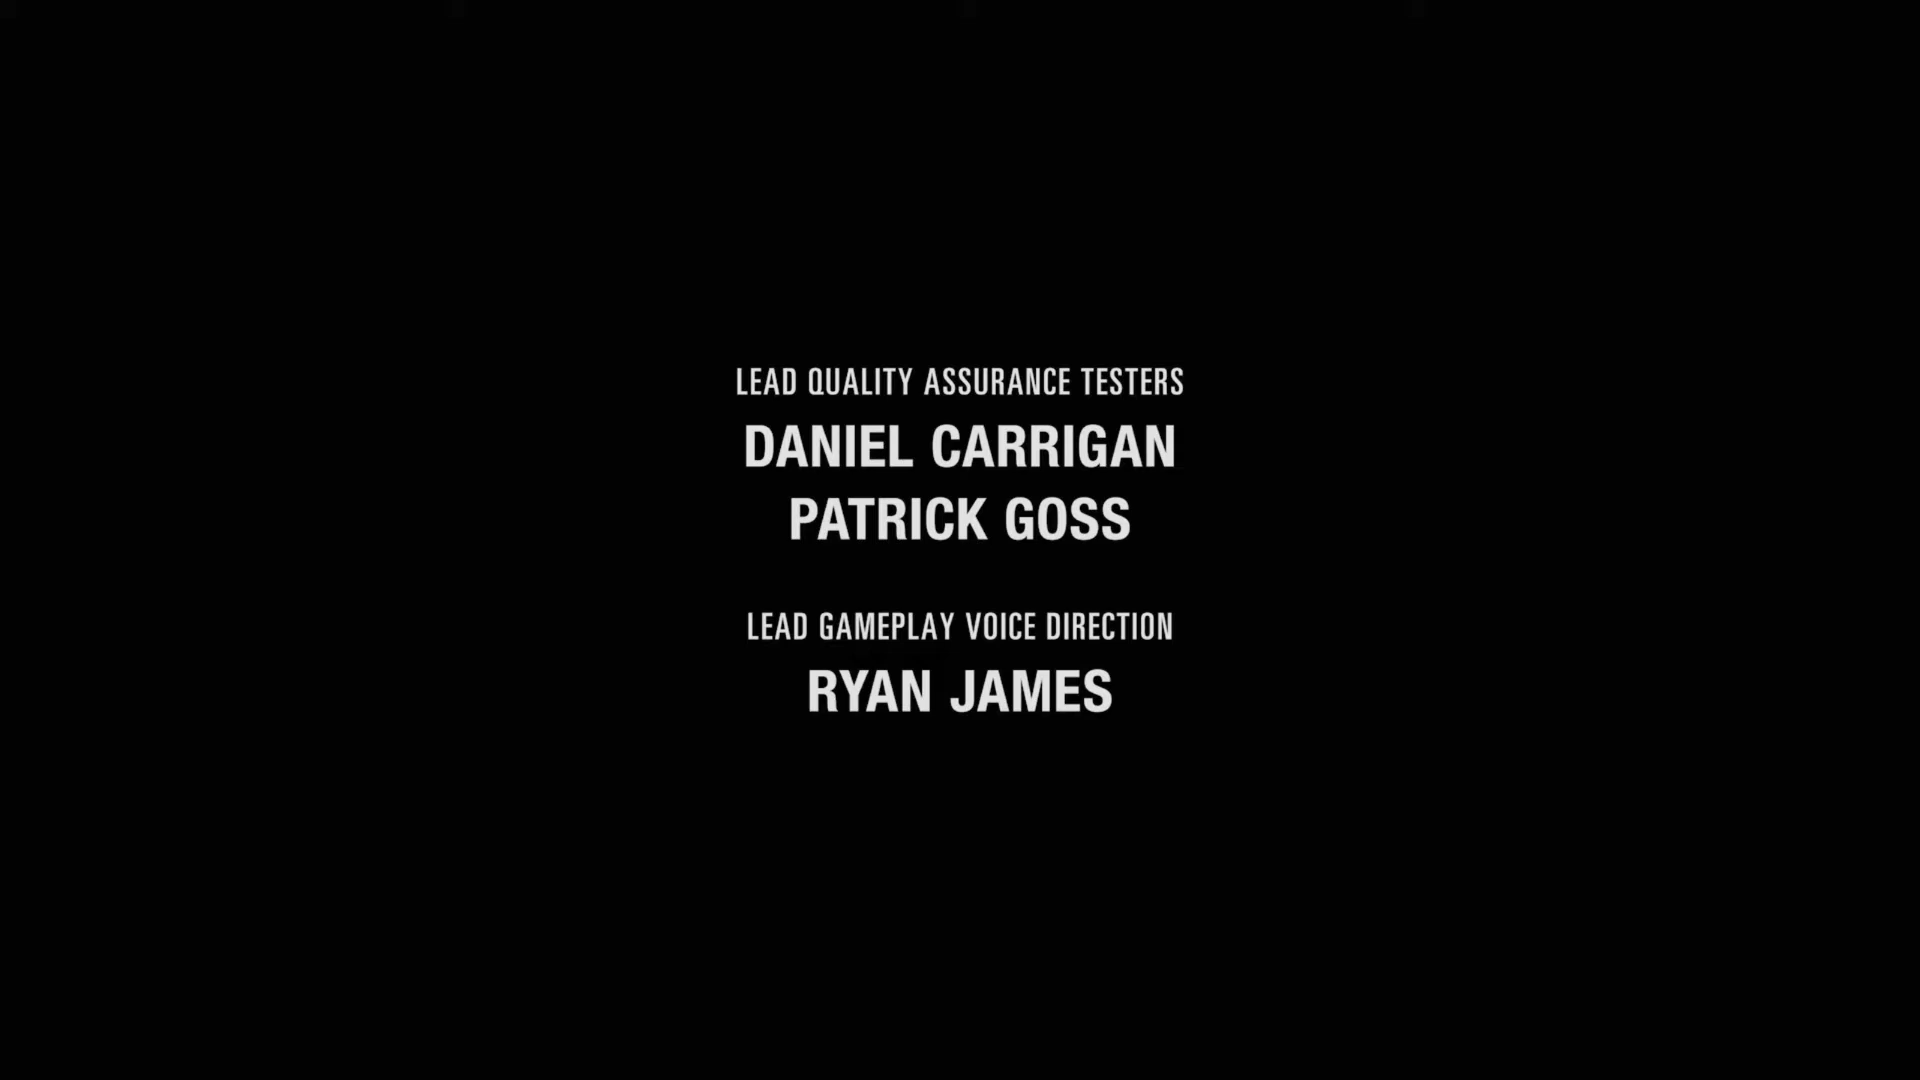 LEAD QUALITY ASSURANCE TESTERS
DANIEL CARRIGAN
PATRICK GOSS
LEAD GAMEPLAY VOICE DIRECTION
RYAN JAMES